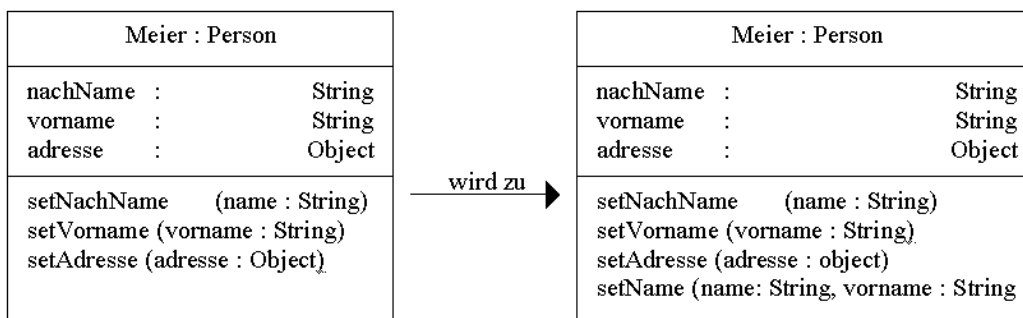 Meier : Person
nachName : String
vorname : String
adresse : Object
setNachName (name : String)
setVorname (vorname : String)
setAdresse (adresse : Object)
wird zu
Meier : Person
nachName : String
vorname : String
adresse : Object
setNachName (name : String)
setVorname (vorname : String)
setAdresse (adresse : object)
setName (name: String, vorname : String